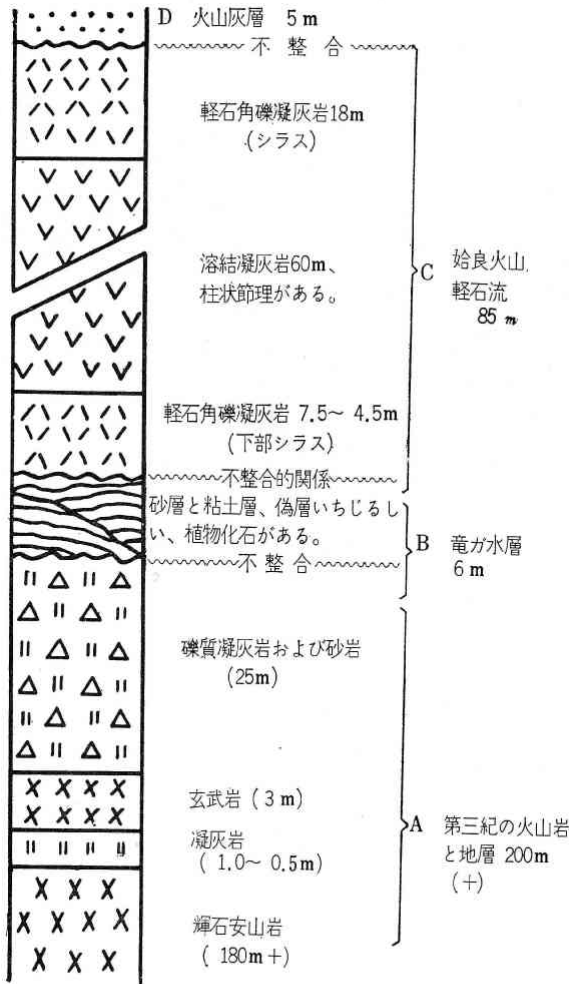 D 火山灰層 5m
不整合
軽石角礫凝灰岩18m
(シラス)
溶結凝灰岩60m、
柱状節理がある。
C 姶良火山
軽石流
85m
軽石角礫凝灰岩 7.5～4.5m
(下部シラス)
不整合的関係
砂層と粘土層、偽層いちじるし
い、植物化石がある。
B 竜ガ水層
6m
不整合
礫質凝灰岩および砂岩
(25m)
玄武岩(3m)
凝灰岩
(1.0～0.5m)
A 第三紀の火山岩
と地層 200m
(+)
輝石安山岩
(180m+)